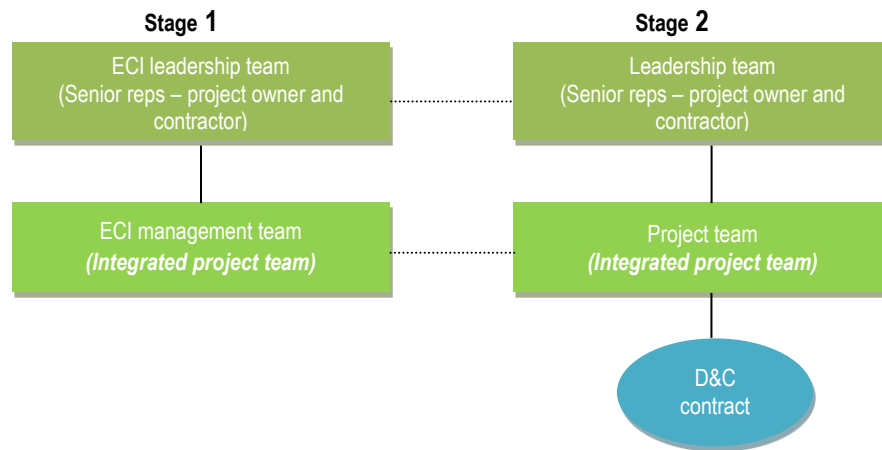 Stage 1
Stage 2
ECI leadership team
(Senior reps – project owner and
contractor)
Leadership team
(Senior reps – project owner and
contractor)
ECI management team
(Integrated project team)
Project team
(Integrated project team)
D&C
contract